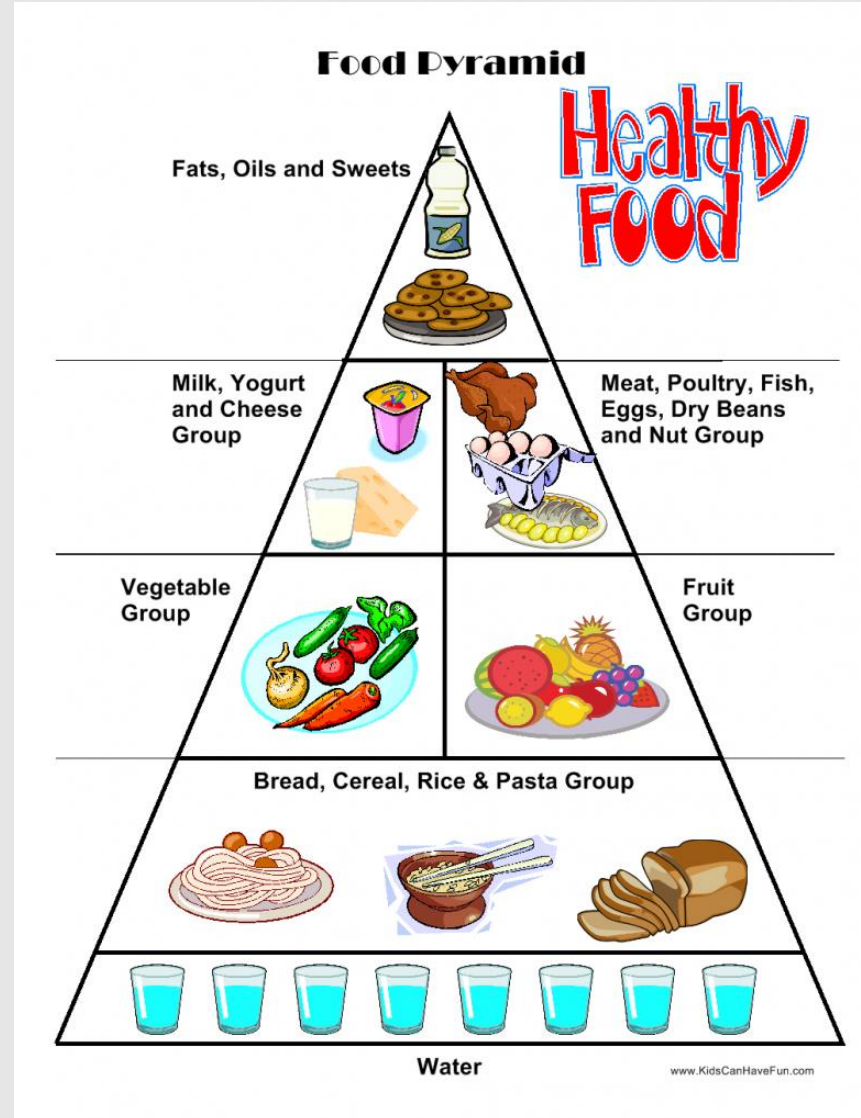 Food Pyramid
Healthy
Food
Fats, Oils and Sweets
Milk, Yogurt
and Cheese
Group
Meat, Poultry, Fish,
Eggs, Dry Beans
and Nut Group
Vegetable
Group
Fruit
Group
Bread, Cereal, Rice & Pasta Group
Water
www.KidsCanHaveFun.com